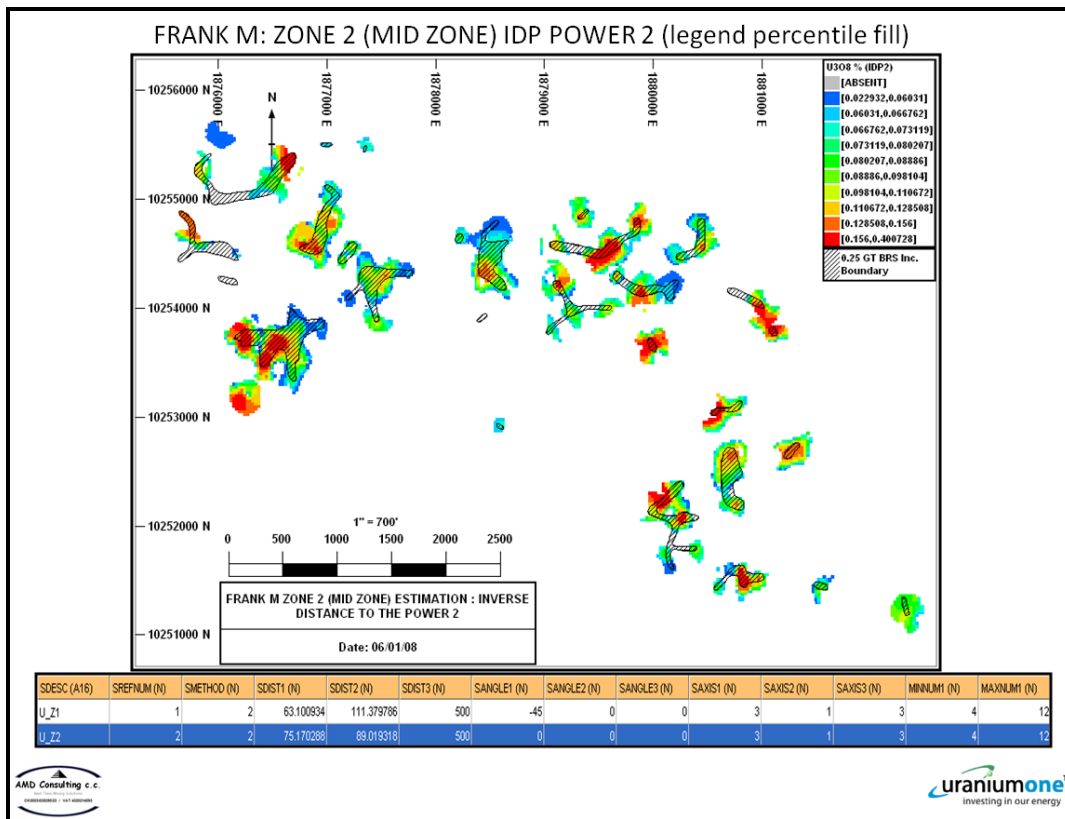 FRANK M: ZONE 2 (MID ZONE) IDP POWER 2 (legend percentile fill)
1876000 E
1877000 E
1878000 E
1879000 E
1880000 E
1881000 E
10256000 N
10255000 N
10254000 N
10253000 N
10252000 N
10251000 N
N
U3O8 % (IDP2)
[ABSENT]
[0.022932,0.06031]
[0.06031,0.066762]
[0.066762,0.073119]
[0.073119,0.080207]
[0.080207,0.08886]
[0.08886,0.098104]
[0.098104,0.110672]
[0.110672,0.128508]
[0.128508,0.156]
[0.156,0.400728]
0.25 GT BRS Inc.
Boundary
1" = 700'
0 500 1000 1500 2000 2500
FRANK M ZONE 2 (MID ZONE) ESTIMATION : INVERSE
DISTANCE TO THE POWER 2
Date: 06/01/08
SDESC (A16) SREFNUM (N) SMETHOD (N) SDIST1 (N) SDIST2 (N) SDIST3 (N) SANGLE1 (N) SANGLE2 (N) SANGLE3 (N) SAXIS1 (N) SAXIS2 (N) SAXIS3 (N) MINNUM1 (N) MAXNUM1 (N)
U_Z1 1 2 63.100934 111.379786 500 -45 0 0 3 1 3 4 12
U_Z2 2 2 75.170288 89.019318 500 0 0 0 3 1 3 4 12
AMD Consulting c.c.
uraniumone
investing in our energy